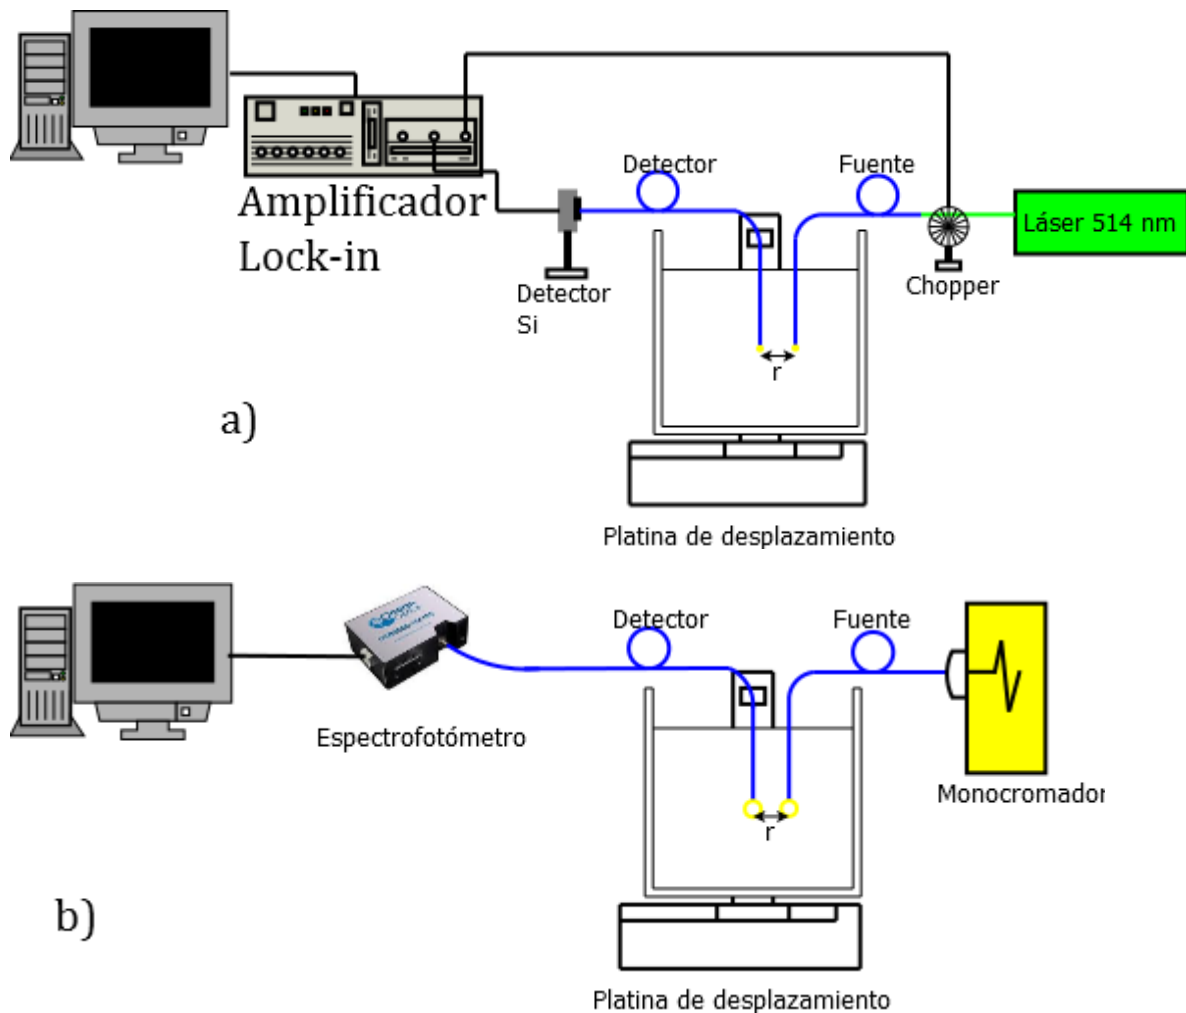 Detector
Fuente
Amplificador
Lock-in
Láser 514 nm
Detector
Si
Chopper
r
a)
Platina de desplazamiento
Detector
Fuente
Espectrofotómetro
Monocromador
r
b)
Platina de desplazamiento